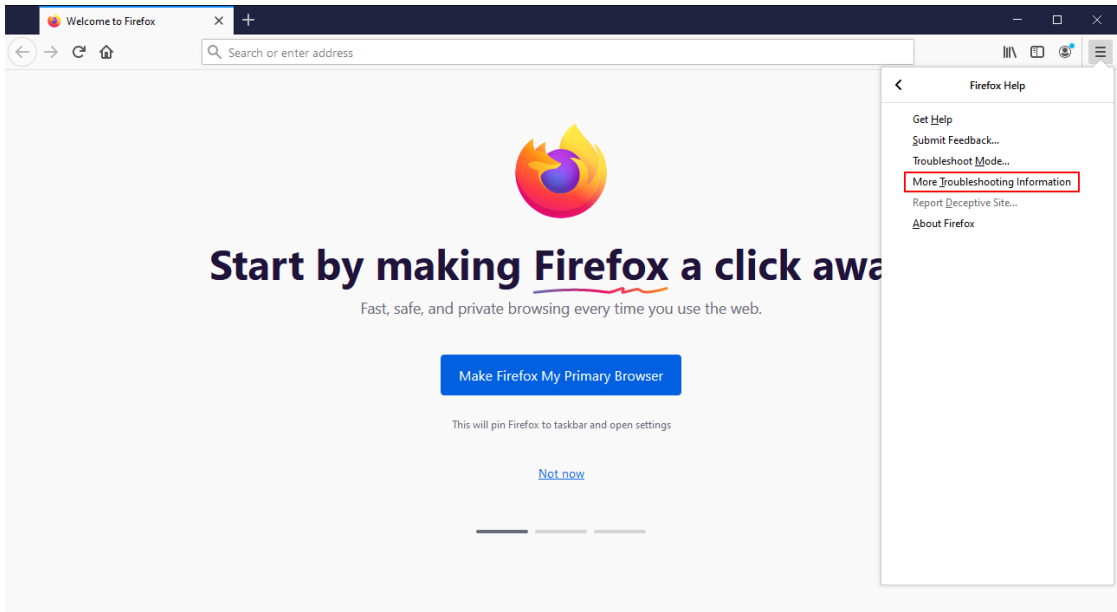 Welcome to Firefox
Search or enter address
Firefox Help
Get Help
Submit Feedback...
Troubleshoot Mode...
More Troubleshooting Information
Report Deceptive Site...
About Firefox
Start by making Firefox a click awa
Fast, safe, and private browsing every time you use the web.
Make Firefox My Primary Browser
This will pin Firefox to taskbar and open settings
Not now